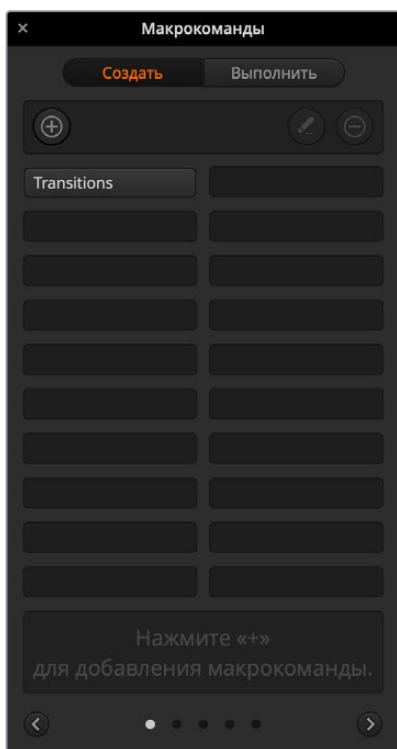 Макрокоманды
Создать Выполнить
Transitions
Нажмите «+»
для добавления макрокоманды.